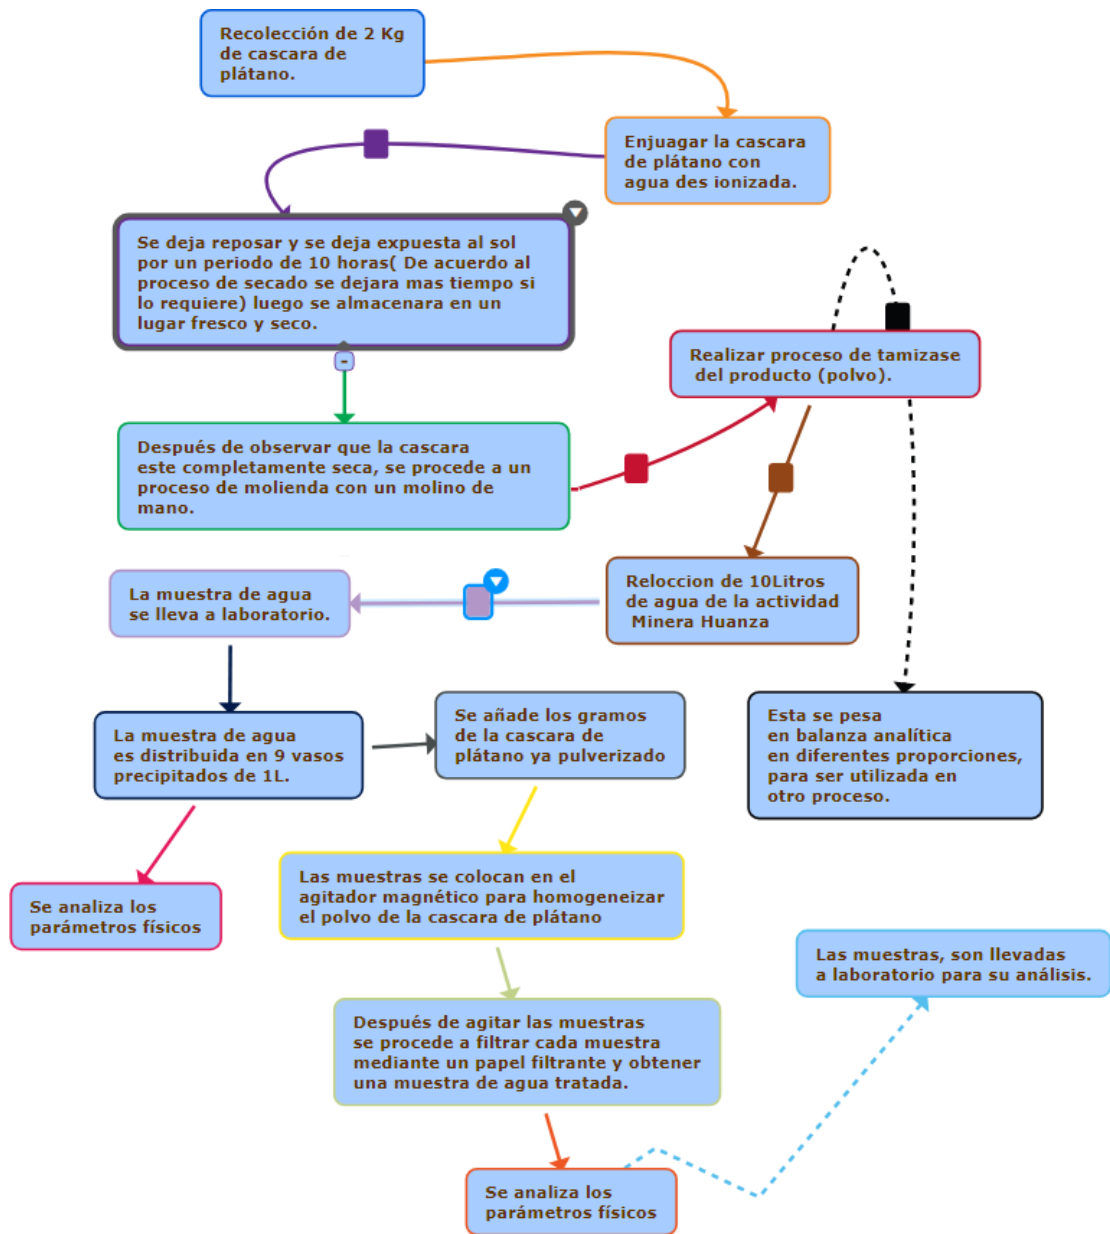 Recolección de 2 Kg
de cascara de
plátano.
Enjuagar la cascara
de plátano con
agua des ionizada.
Se deja reposar y se deja expuesta al sol
por un periodo de 10 horas( De acuerdo al
proceso de secado se dejara mas tiempo si
lo requiere) luego se almacenara en un
lugar fresco y seco.
-
Realizar proceso de tamizase
del producto (polvo).
Después de observar que la cascara
este completamente seca, se procede a un
proceso de molienda con un molino de
mano.
Reloccion de 10Litros
de agua de la actividad
Minera Huanza
La muestra de agua
se lleva a laboratorio.
La muestra de agua
es distribuida en 9 vasos
precipitados de 1L.
Se añade los gramos
de la cascara de
plátano ya pulverizado
Esta se pesa
en balanza analítica
en diferentes proporciones,
para ser utilizada en
otro proceso.
Se analiza los
parámetros físicos
Las muestras se colocan en el
agitador magnético para homogeneizar
el polvo de la cascara de plátano
Las muestras, son llevadas
a laboratorio para su análisis.
Después de agitar las muestras
se procede a filtrar cada muestra
mediante un papel filtrante y obtener
una muestra de agua tratada.
Se analiza los
parámetros físicos